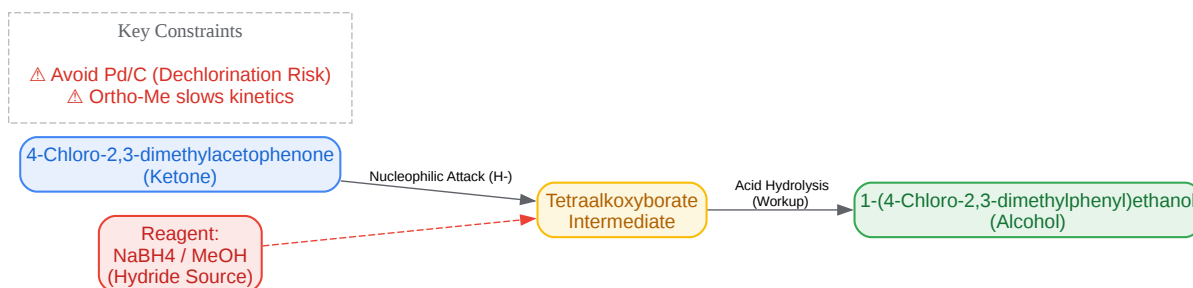 Key Constraints
⚠ Avoid Pd/C (Dechlorination Risk)
⚠ Ortho-Me slows kinetics
4-Chloro-2,3-dimethylacetophenone
(Ketone)
Nucleophilic Attack (H-)
Reagent:
NaBH4 / MeOH
(Hydride Source)
Tetraalkoxyborate
Intermediate
Acid Hydrolysis
(Workup)
1-(4-Chloro-2,3-dimethylphenyl)ethanol
(Alcohol)